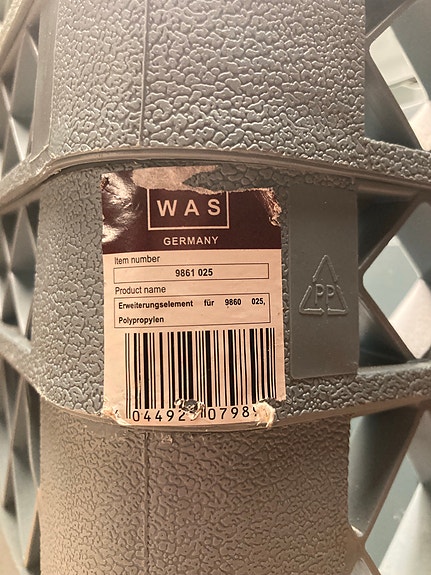 WAS
GERMANY
Item number
9861 025
Product name
Erweiterungselement für 9860 025,
Polypropylen
PP